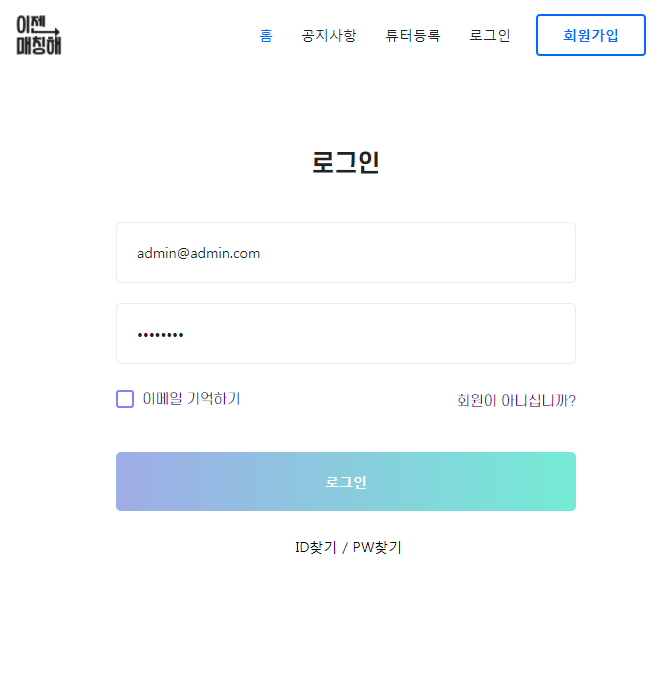 이젠
매칭해
홈 공지사항 튜터등록 로그인 회원가입
로그인
admin@admin.com
••••••••
이메일 기억하기 회원이 아니십니까?
로그인
ID찾기 / PW찾기